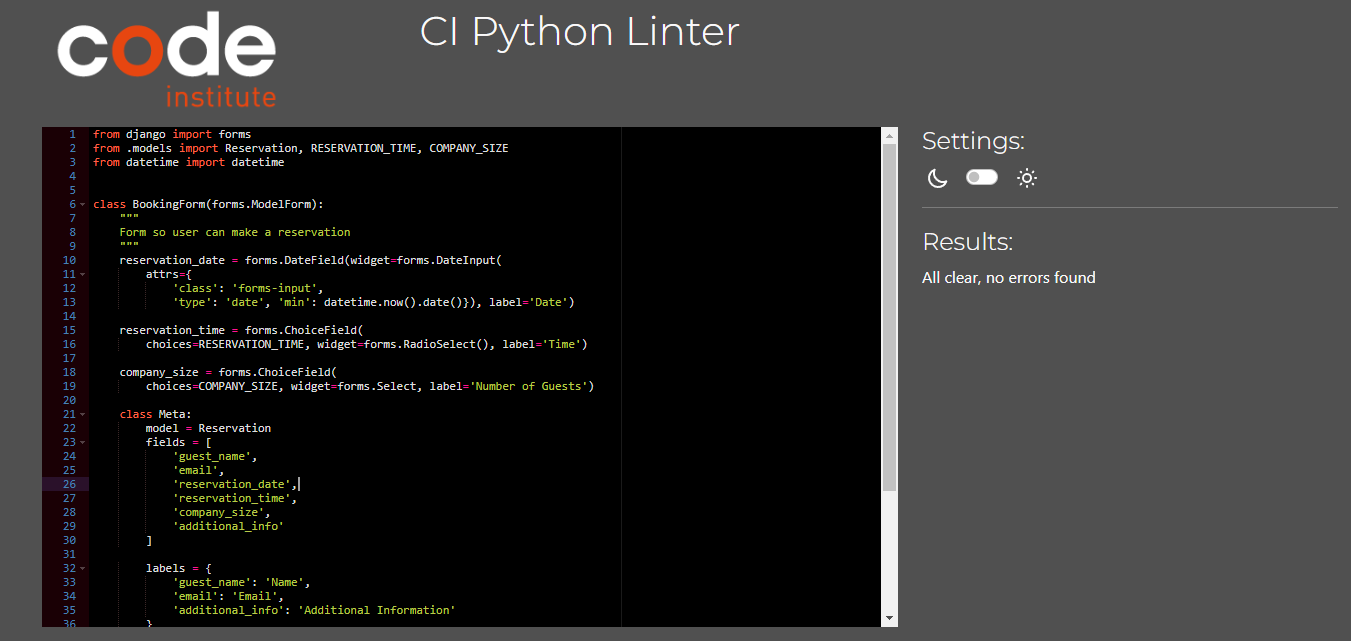 code
institute
CI Python Linter
1 from django import forms
2 from .models import Reservation, RESERVATION_TIME, COMPANY_SIZE
3 from datetime import datetime
4
5
6 class BookingForm(forms.ModelForm):
7     """
8     Form so user can make a reservation
9     """
10     reservation_date = forms.DateField(widget=forms.DateInput(
11         attrs={
12             'class': 'forms-input',
13             'type': 'date', 'min': datetime.now().date()}), label='Date')
14
15     reservation_time = forms.ChoiceField(
16         choices=RESERVATION_TIME, widget=forms.RadioSelect(), label='Time')
17
18     company_size = forms.ChoiceField(
19         choices=COMPANY_SIZE, widget=forms.Select, label='Number of Guests')
20
21     class Meta:
22         model = Reservation
23         fields = [
24             'guest_name',
25             'email',
26             'reservation_date',
27             'reservation_time',
28             'company_size',
29             'additional_info'
30         ]
31
32         labels = {
33             'guest_name': 'Name',
34             'email': 'Email',
35             'additional_info': 'Additional Information'
36         }
Settings:
Results:
All clear, no errors found